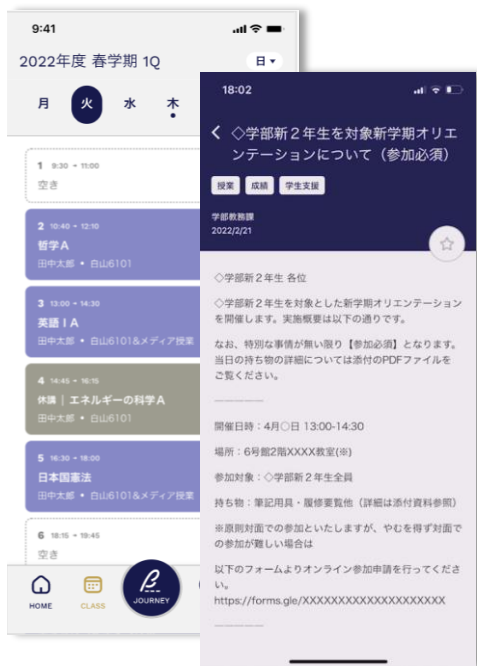 9:41
2022年度 春学期 1Q
日▼
月
火
水
木
1 9:30 - 11:00
空き
2 10:40 - 12:10
哲学A
田中太郎 • 白山6101
3 13:00 - 14:30
英語ⅠA
田中太郎 • 白山6101&メディア授業
4 14:45 - 16:15
休講 | エネルギーの科学A
田中太郎 • 白山6101
5 16:30 - 18:00
日本国憲法
田中太郎 • 白山6101&メディア授業
6 18:15 - 19:45
空き
HOME
CLASS
JOURNEY
18:02
◇学部新２年生を対象新学期オリエ
ンテーションについて（参加必須）
授業
成績
学生支援
学部教務課
2022/2/21
◇学部新２年生 各位
◇学部新２年生を対象とした新学期オリエンテーション
を開催します。実施概要は以下の通りです。
なお、特別な事情が無い限り【参加必須】となります。
当日の持ち物の詳細については添付のPDFファイルを
ご覧ください。
------------
開催日時：4月○日 13:00-14:30
場所：6号館2階XXXX教室(※)
参加対象：◇学部新２年生全員
持ち物：筆記用具・履修要覧他（詳細は添付資料参照）
※原則対面での参加といたしますが、やむを得ず対面で
の参加が難しい場合は
以下のフォームよりオンライン参加申請を行ってくださ
い。
https://forms.gle/XXXXXXXXXXXXXXXXXXXX
------------